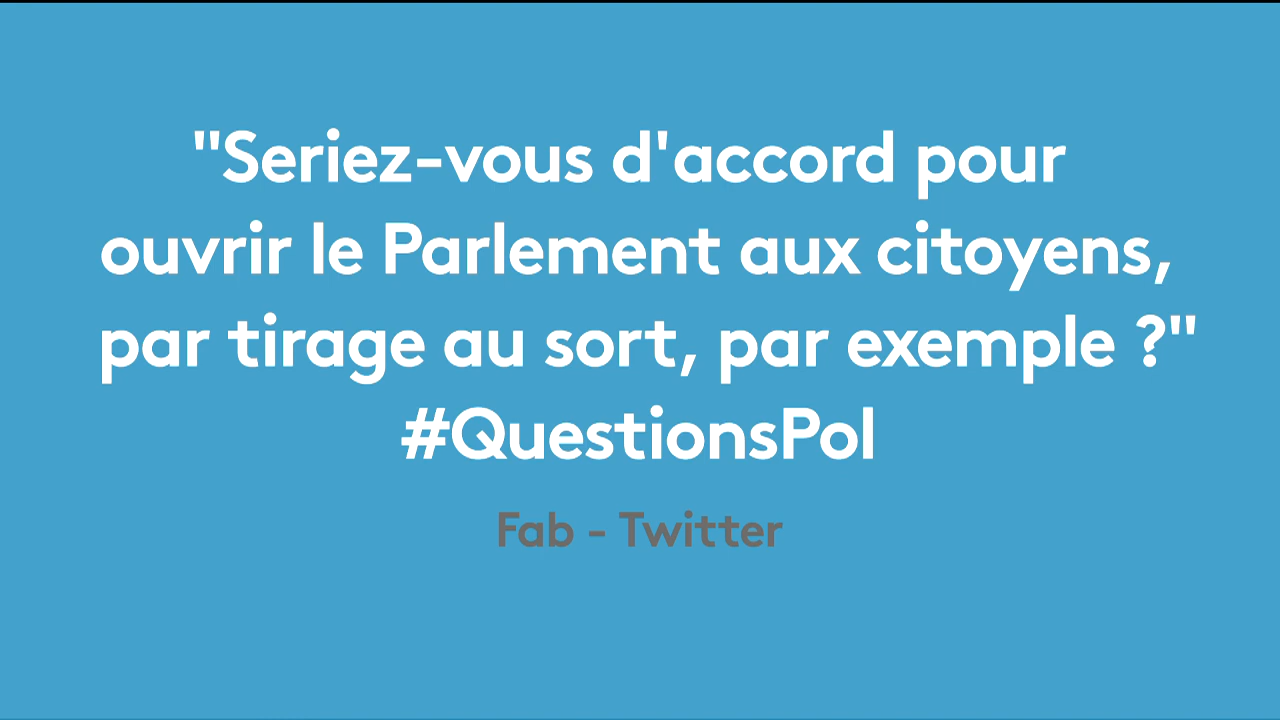 "Seriez-vous d'accord pour
ouvrir le Parlement aux citoyens,
par tirage au sort, par exemple ?"
#QuestionsPol
Fab - Twitter